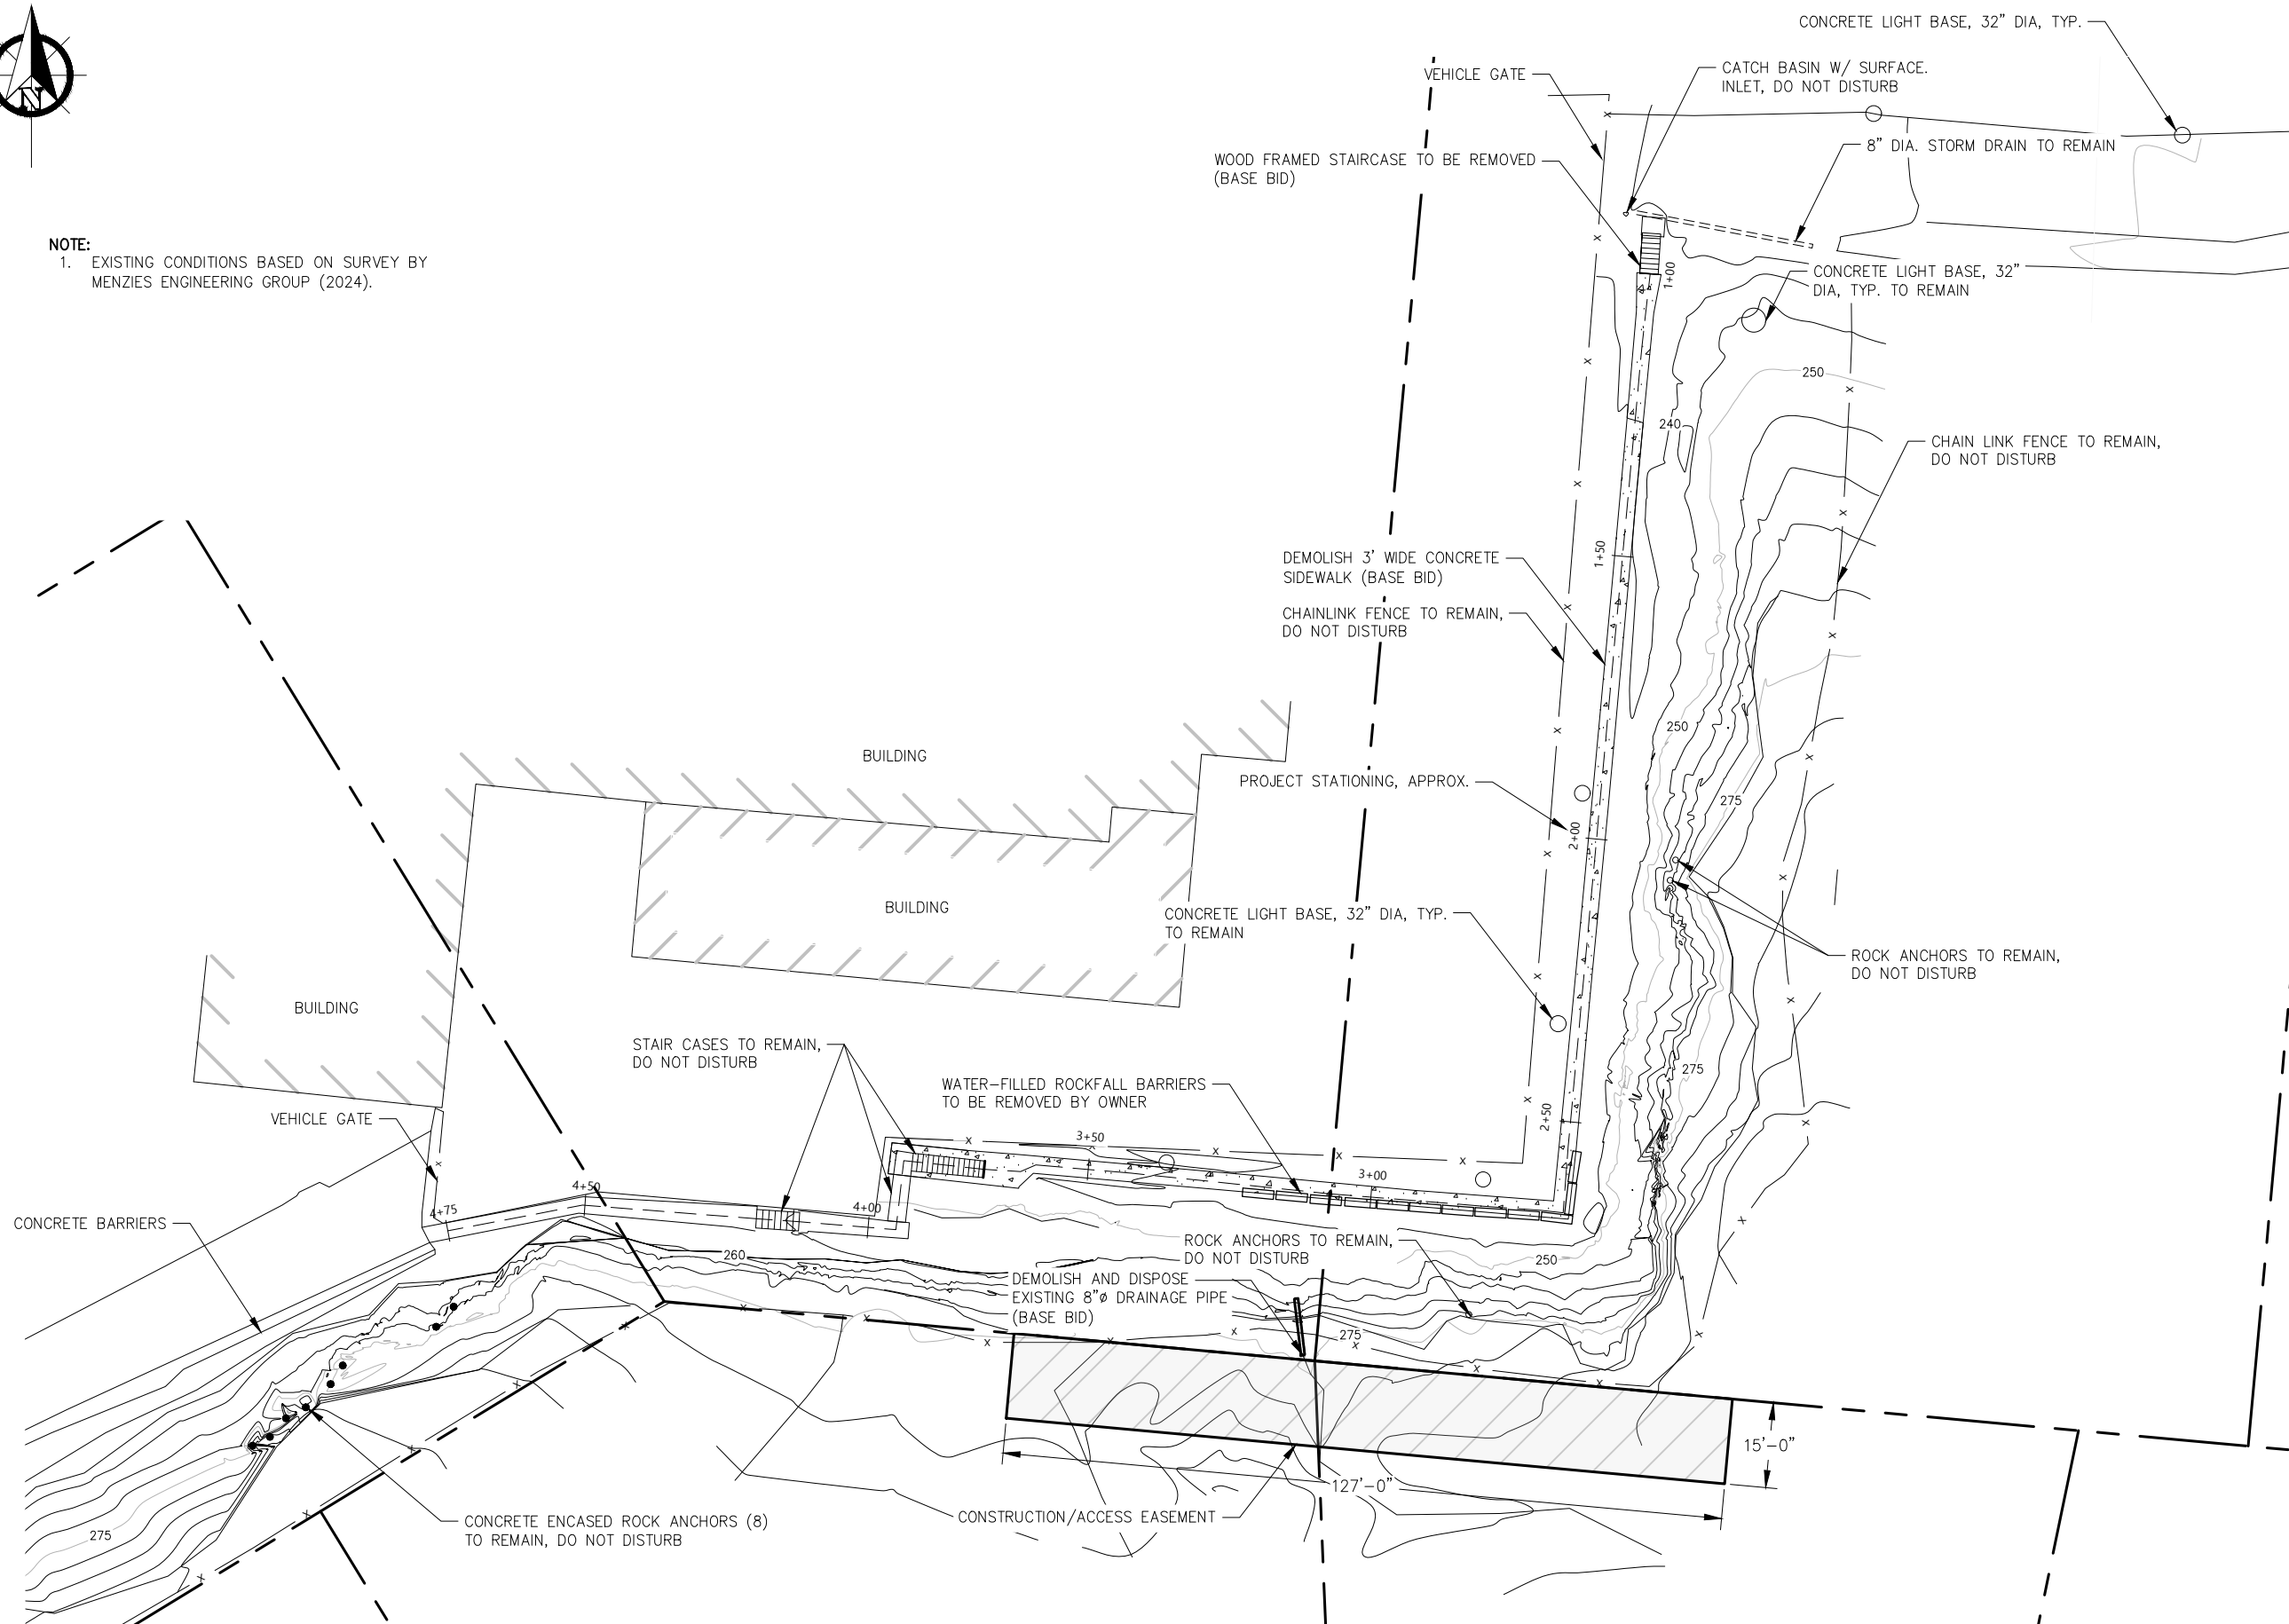 CONCRETE LIGHT BASE, 32" DIA, TYP.
VEHICLE GATE
CATCH BASIN W/ SURFACE.
INLET, DO NOT DISTURB
N
8" DIA. STORM DRAIN TO REMAIN
WOOD FRAMED STAIRCASE TO BE REMOVED
(BASE BID)
NOTE:
1. EXISTING CONDITIONS BASED ON SURVEY BY
MENZIES ENGINEERING GROUP (2024).
1+00
CONCRETE LIGHT BASE, 32"
DIA, TYP. TO REMAIN
250
240
CHAIN LINK FENCE TO REMAIN,
DO NOT DISTURB
1+50
DEMOLISH 3' WIDE CONCRETE
SIDEWALK (BASE BID)
CHAINLINK FENCE TO REMAIN,
DO NOT DISTURB
250
BUILDING
PROJECT STATIONING, APPROX.
275
2+00
BUILDING
CONCRETE LIGHT BASE, 32" DIA, TYP.
TO REMAIN
ROCK ANCHORS TO REMAIN,
DO NOT DISTURB
BUILDING
STAIR CASES TO REMAIN,
DO NOT DISTURB
275
WATER-FILLED ROCKFALL BARRIERS
TO BE REMOVED BY OWNER
VEHICLE GATE
2+50
3+50
3+00
4+50
4+75
4+00
CONCRETE BARRIERS
ROCK ANCHORS TO REMAIN,
DO NOT DISTURB
260
250
DEMOLISH AND DISPOSE
EXISTING 8"ø DRAINAGE PIPE
(BASE BID)
275
15'-0"
127'-0"
CONSTRUCTION/ACCESS EASEMENT
CONCRETE ENCASED ROCK ANCHORS (8)
TO REMAIN, DO NOT DISTURB
275